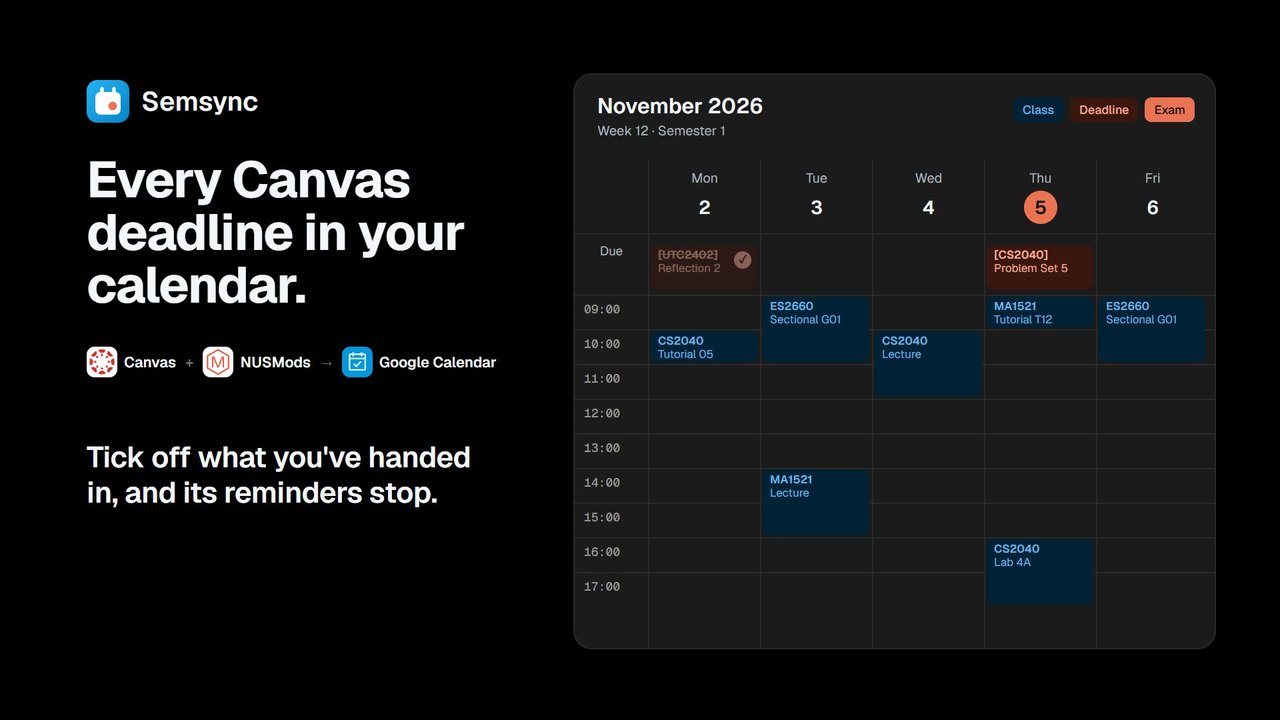 Semsync
Every Canvas
deadline in your
calendar.
Canvas + NUSMods → Google Calendar
Tick off what you've handed
in, and its reminders stop.
November 2026
Week 12 · Semester 1
Class Deadline Exam
Mon Tue Wed Thu Fri
2 3 4 5 6
Due
[UTC2402]
Reflection 2
[CS2040]
Problem Set 5
09:00
ES2660
Sectional G01
MA1521
Tutorial T12
ES2660
Sectional G01
10:00
CS2040
Tutorial 05
CS2040
Lecture
11:00
12:00
13:00
14:00
MA1521
Lecture
15:00
16:00
CS2040
Lab 4A
17:00